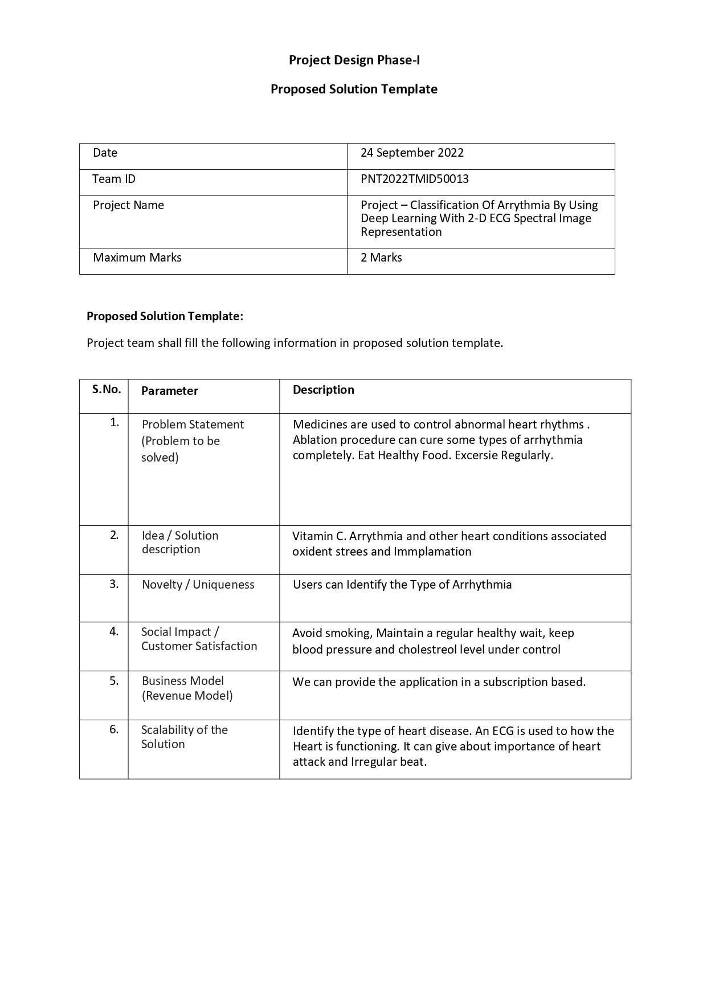 Project Design Phase-I
Proposed Solution Template
Date 24 September 2022
Team ID PNT2022TMID50013
Project Name Project – Classification Of Arrythmia By Using
Deep Learning With 2-D ECG Spectral Image
Representation
Maximum Marks 2 Marks
Proposed Solution Template:
Project team shall fill the following information in proposed solution template.
S.No. Parameter Description
1. Problem Statement Medicines are used to control abnormal heart rhythms .
(Problem to be Ablation procedure can cure some types of arrhythmia
solved) completely. Eat Healthy Food. Excersie Regularly.
2. Idea / Solution Vitamin C. Arrythmia and other heart conditions associated
description oxident strees and Immplamation
3. Novelty / Uniqueness Users can Identify the Type of Arrhythmia
4. Social Impact / Avoid smoking, Maintain a regular healthy wait, keep
Customer Satisfaction blood pressure and cholestreol level under control
5. Business Model We can provide the application in a subscription based.
(Revenue Model)
6. Scalability of the Identify the type of heart disease. An ECG is used to how the
Solution Heart is functioning. It can give about importance of heart
attack and Irregular beat.